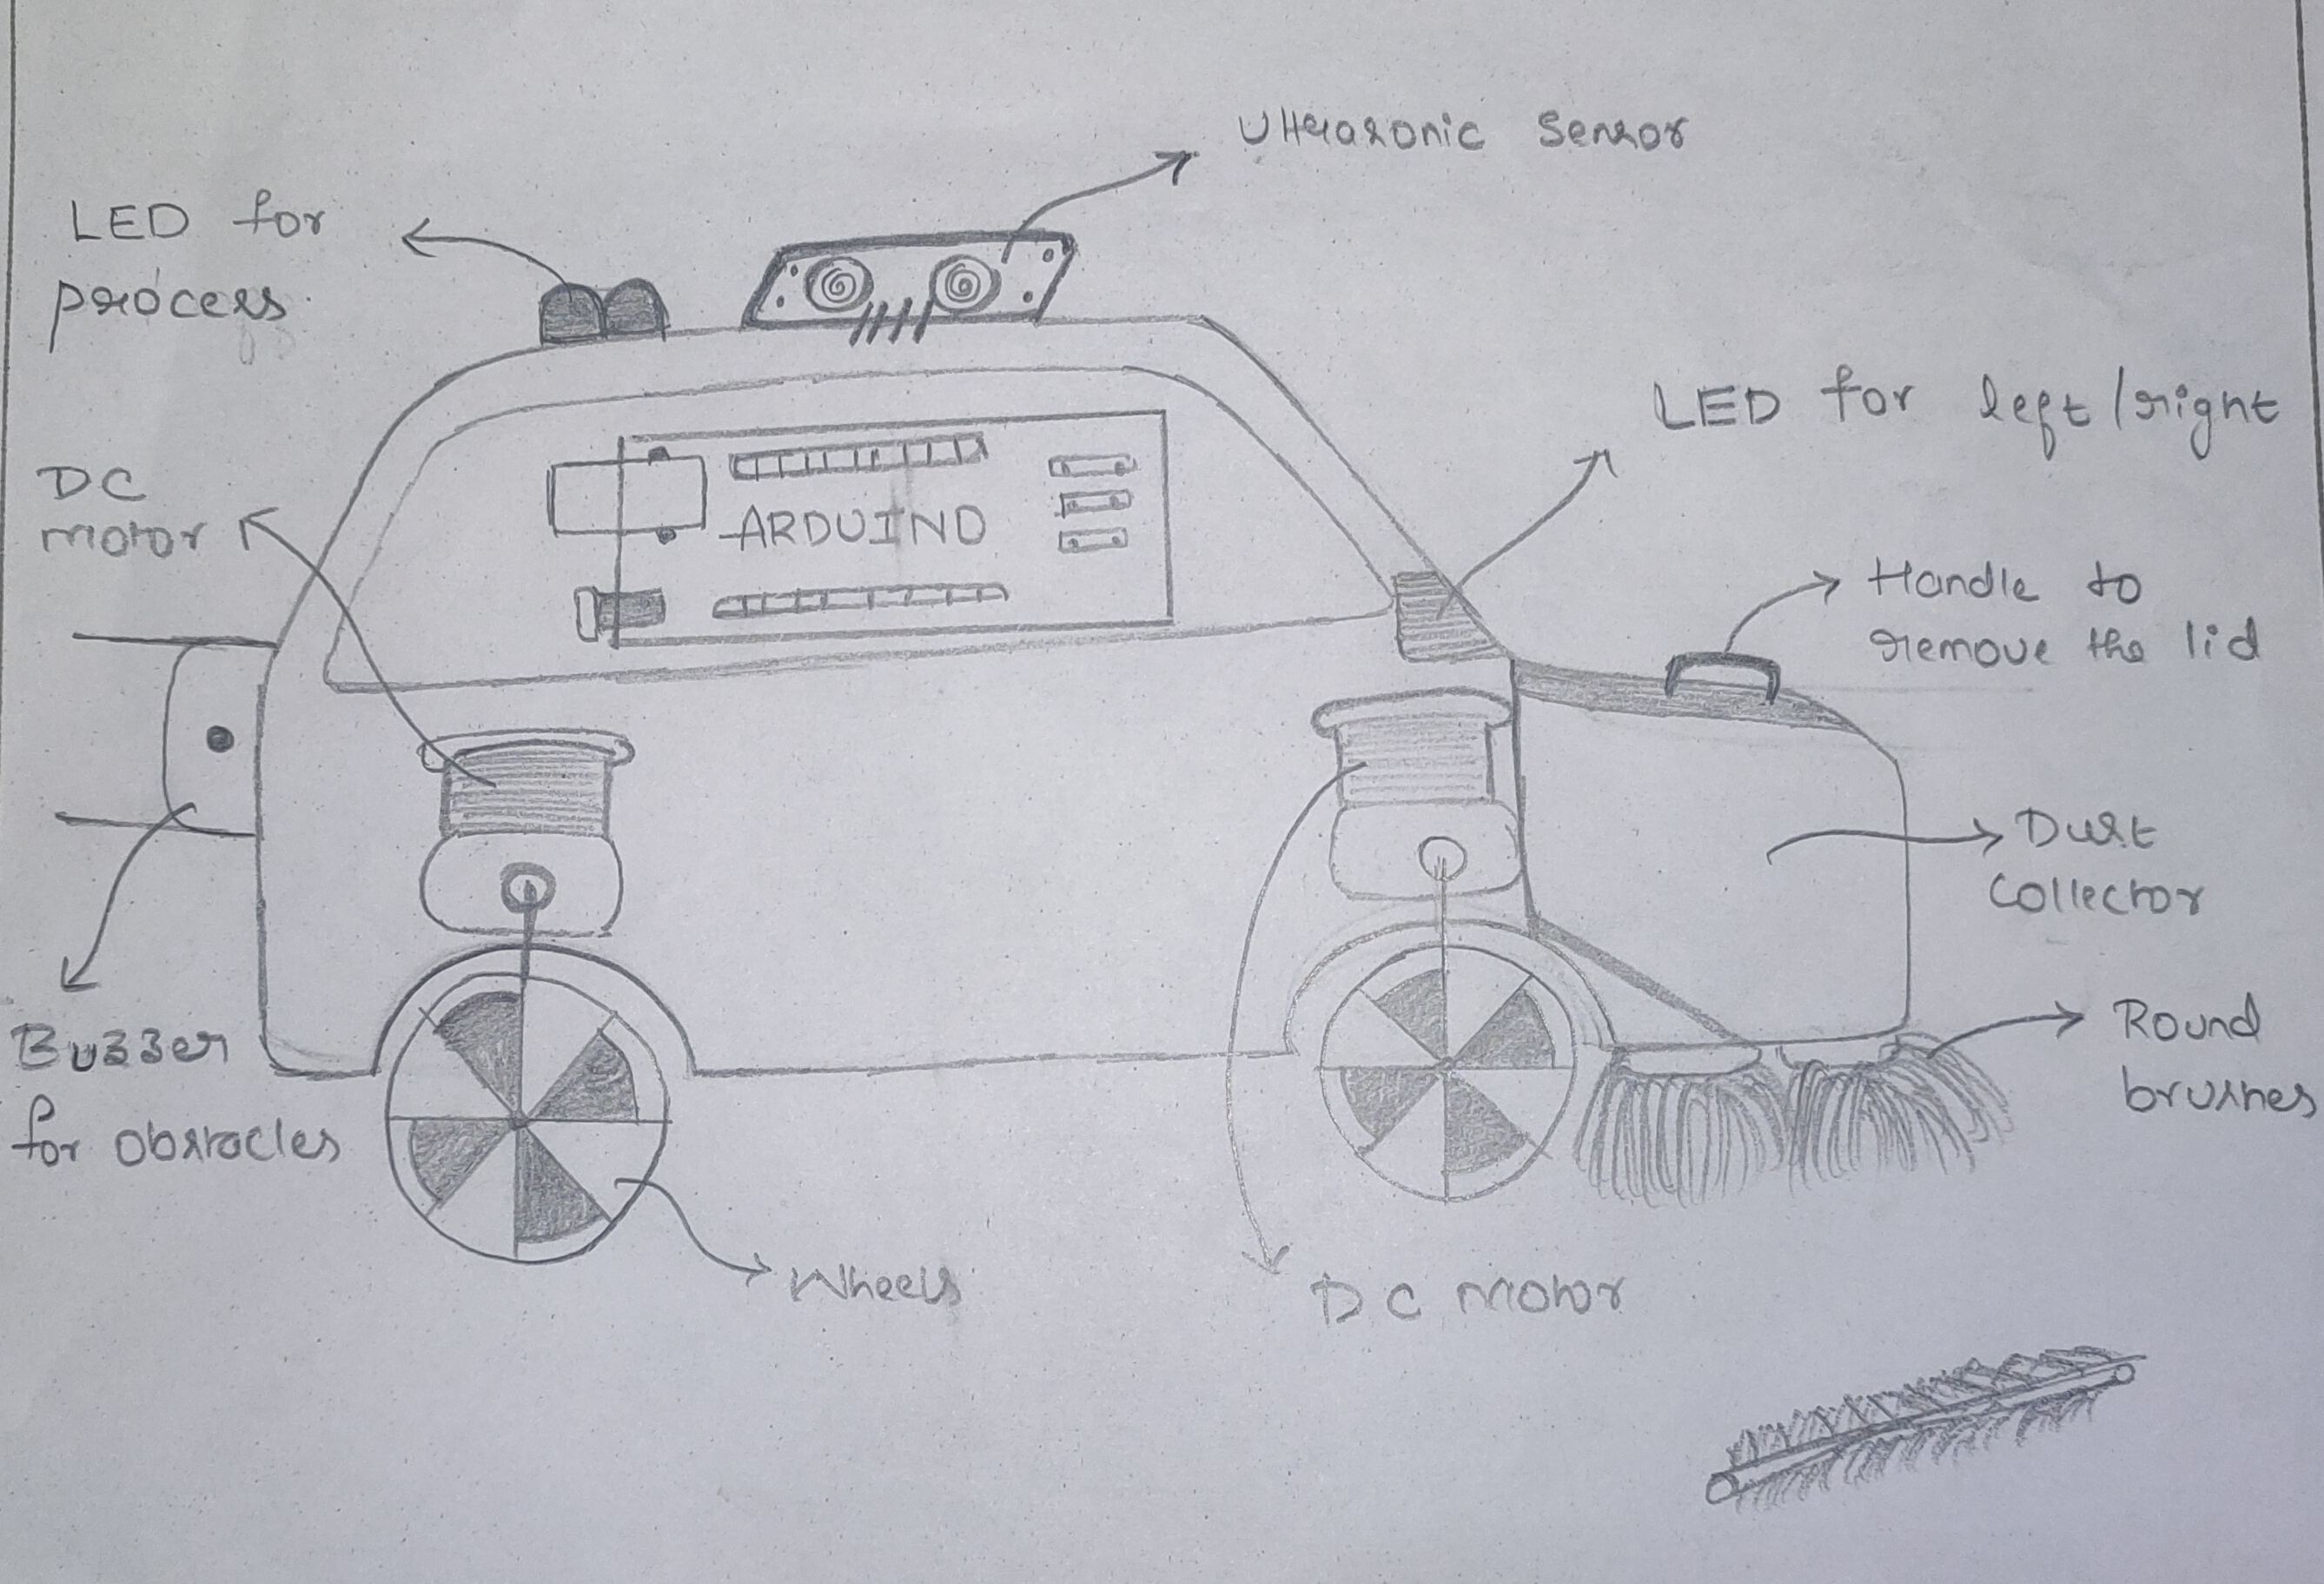 Ultrasonic Sensor
LED for
process
LED for left/right
DC
motor
ARDUINO
Handle to
remove the lid
Dust
collector
Round
brushes
Buzzer
for obstacles
Wheels
DC motor